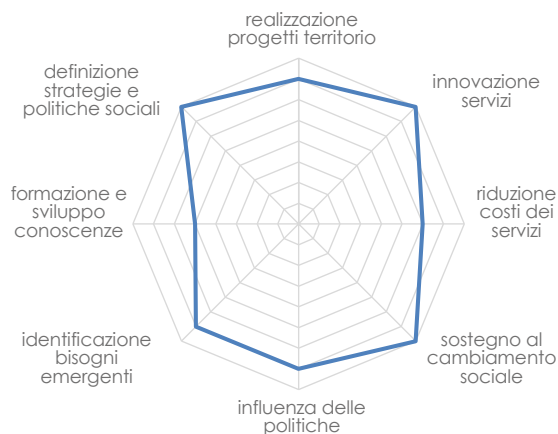 realizzazione
progetti territorio
innovazione
servizi
riduzione
costi dei
servizi
sostegno al
cambiamento
sociale
influenza delle
politiche
identificazione
bisogni
emergenti
formazione e
sviluppo
conoscenze
definizione
strategie e
politiche sociali